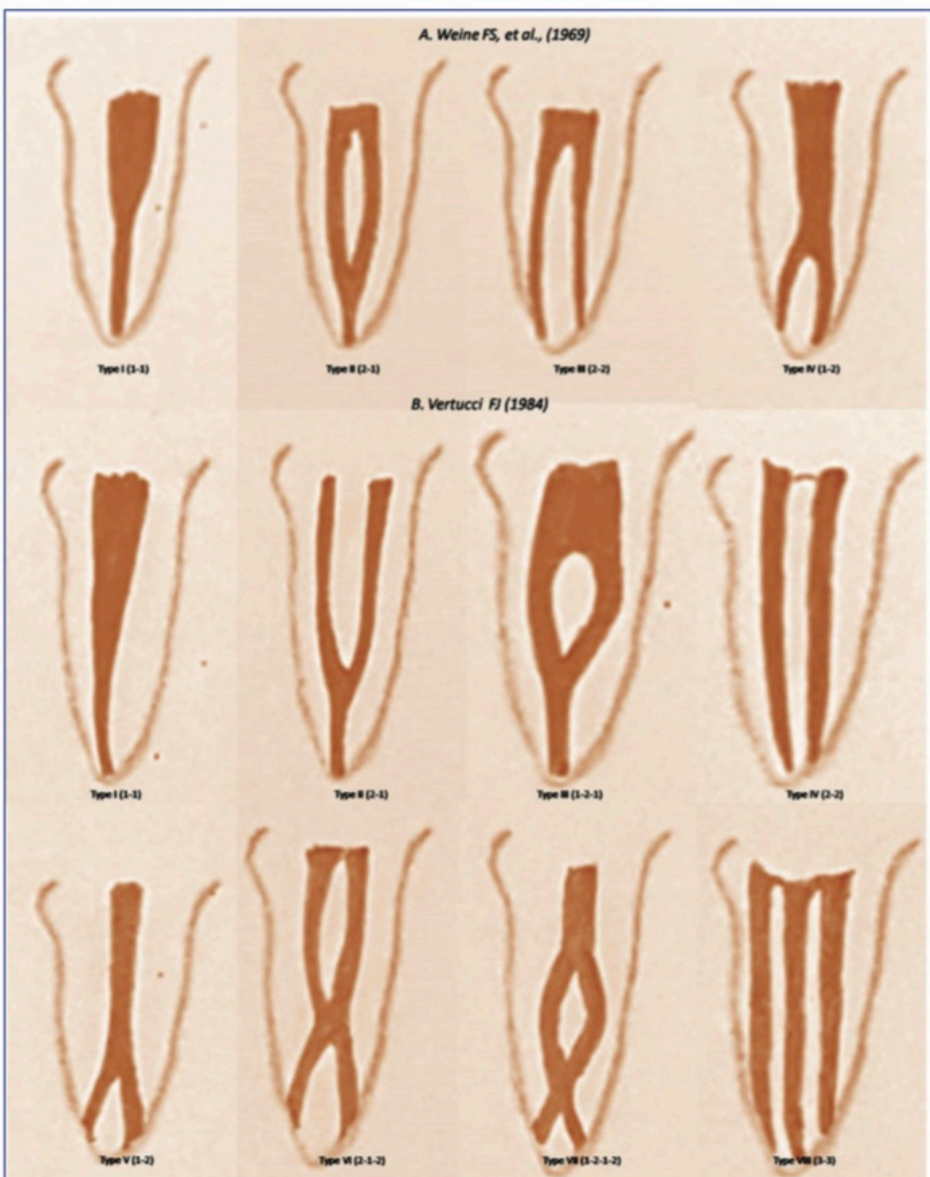 A. Weine FS, et al., (1969)
Type I (1-1)
Type II (2-1)
Type III (2-2)
Type IV (1-2)
B. Vertucci FJ (1984)
Type I (1-1)
Type II (2-1)
Type III (1-2-1)
Type IV (2-2)
Type V (1-2)
Type VI (2-1-2)
Type VII (1-2-1-2)
Type VIII (3-3)